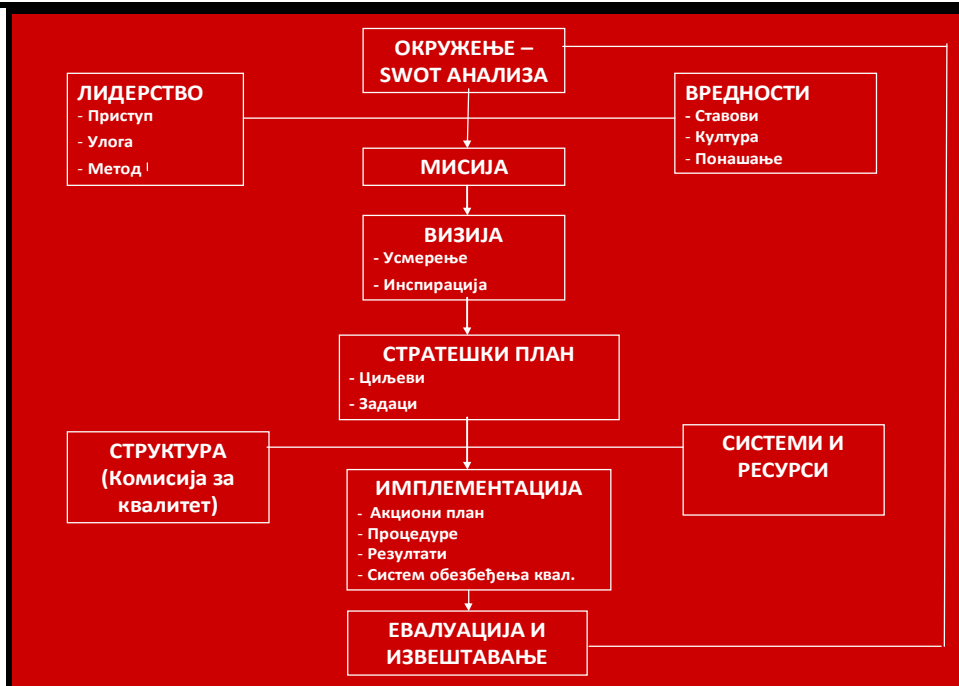 ОКРУЖЕЊЕ –
SWOT АНАЛИЗА
ЛИДЕРСТВО
- Приступ
- Улога
- Метод
ВРЕДНОСТИ
- Ставови
- Култура
- Понашање
МИСИЈА
ВИЗИЈА
- Усмерење
- Инспирација
СТРАТЕШКИ ПЛАН
- Циљеви
- Задаци
СТРУКТУРА
(Комисија за
квалитет)
СИСТЕМИ И
РЕСУРСИ
ИМПЛЕМЕНТАЦИЈА
- Акциони план
- Процедуре
- Резултати
- Систем обезбеђења квал.
ЕВАЛУАЦИЈА И
ИЗВЕШТАВАЊЕ